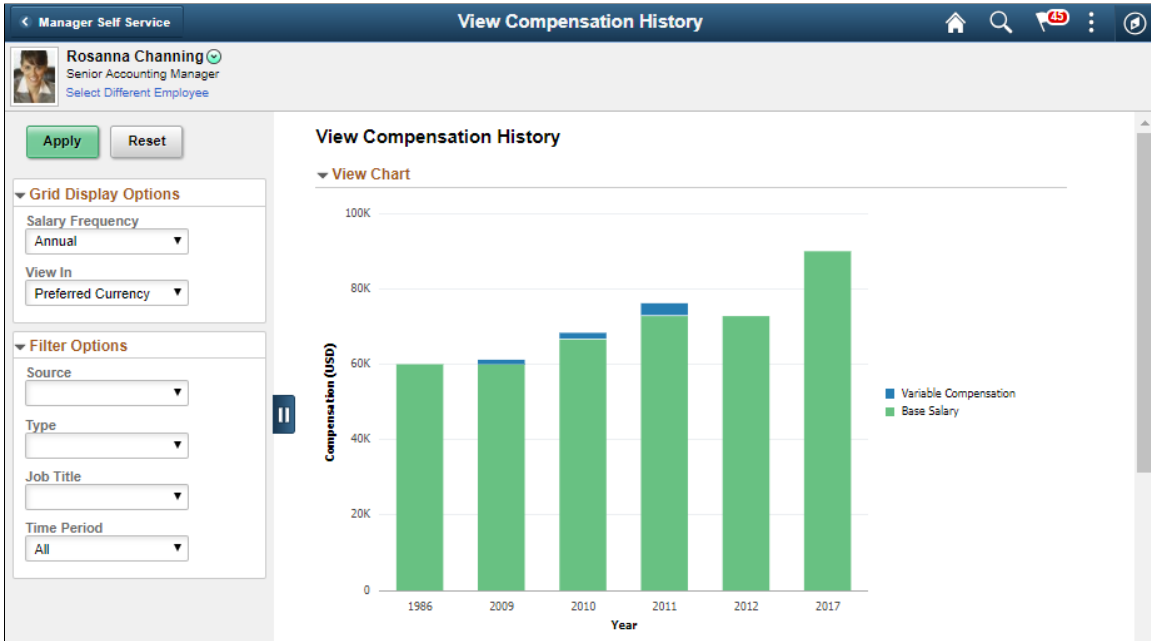 Manager Self Service
View Compensation History
45
Rosanna Channing
Senior Accounting Manager
Select Different Employee
Apply
Reset
Grid Display Options
Salary Frequency
Annual
View In
Preferred Currency
Filter Options
Source
Type
Job Title
Time Period
All
View Compensation History
View Chart
100K
80K
60K
40K
20K
0
Compensation (USD)
1986 2009 2010 2011 2012 2017
Year
Variable Compensation
Base Salary